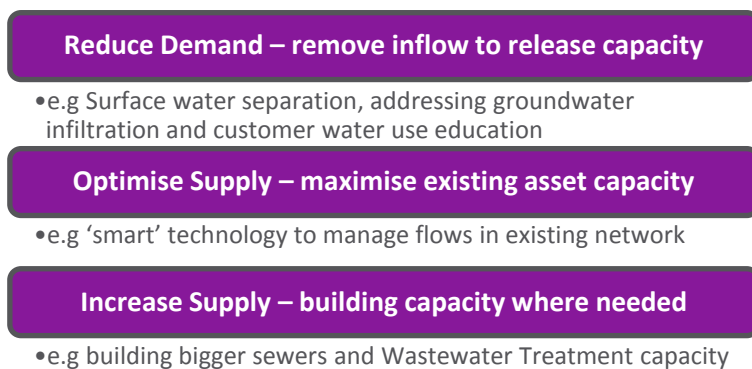 Reduce Demand – remove inflow to release capacity
•e.g Surface water separation, addressing groundwater
infiltration and customer water use education
Optimise Supply – maximise existing asset capacity
•e.g ‘smart’ technology to manage flows in existing network
Increase Supply – building capacity where needed
•e.g building bigger sewers and Wastewater Treatment capacity